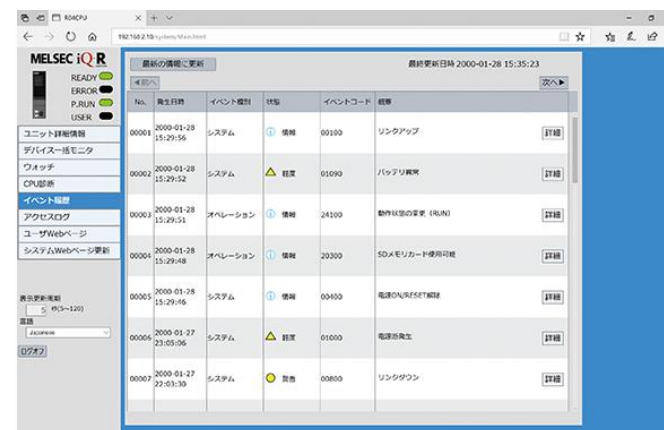 R04CPU
192.168.2.10/system/Main.html
MELSEC iQ-R
READY
ERROR
P.RUN
USER
ユニット詳細情報
デバイス一括モニタ
ウォッチ
CPU診断
イベント履歴
アクセスログ
ユーザWebページ
システムWebページ更新
表示更新周期
5 秒(5~120)
言語
Japanese
ログオフ
最新の情報に更新
最終更新日時 2000-01-28 15:35:23
◀前へ
次へ▶
No. 発生日時 イベント種別 状態 イベントコード 概要
00001 2000-01-28 15:29:56 システム 情報 00100 リンクアップ 詳細
00002 2000-01-28 15:29:52 システム 軽度 01090 バッテリ異常 詳細
00003 2000-01-28 15:29:51 オペレーション 情報 24100 動作状態の変更 (RUN) 詳細
00004 2000-01-28 15:29:48 オペレーション 情報 20300 SDメモリカード使用可能 詳細
00005 2000-01-28 15:29:46 システム 情報 00400 電源ON/RESET解除 詳細
00006 2000-01-27 23:05:06 システム 軽度 01000 電源断発生 詳細
00007 2000-01-27 22:03:30 システム 警告 00800 リンクダウン 詳細